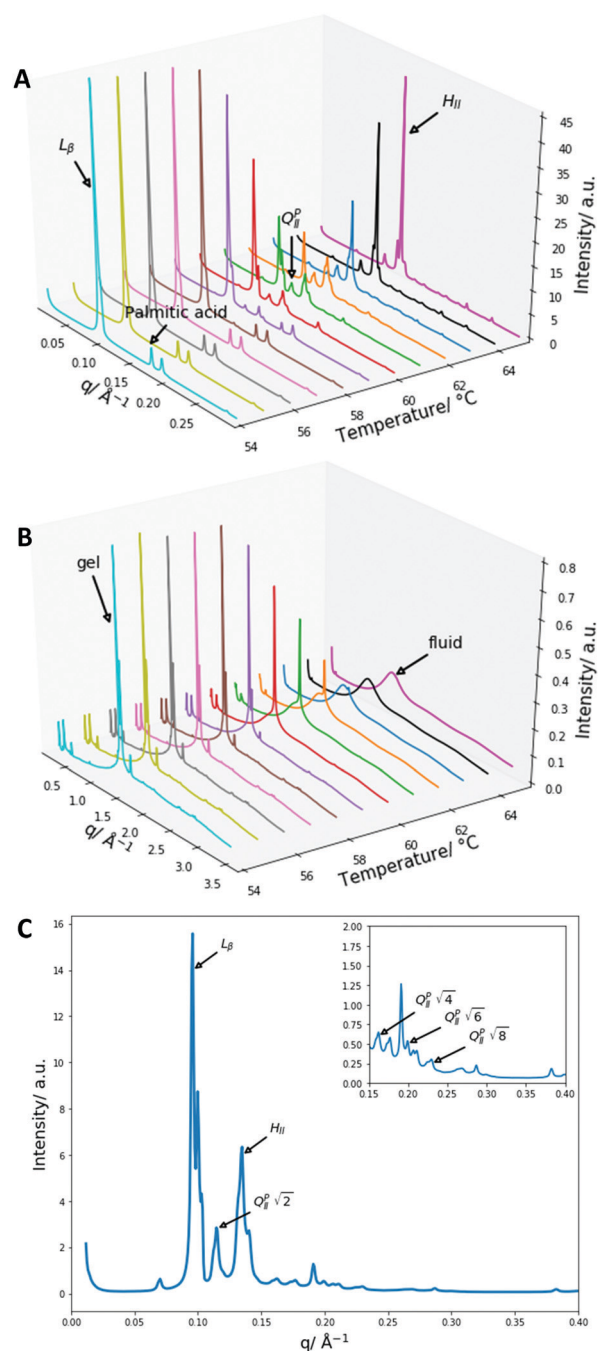 A
Lβ
Palmitic acid
Q_II^P
H_II
45
40
35
30
25
20
15
10
5
0
Intensity/ a.u.
0.05
0.10
0.15
0.20
0.25
q/ Å⁻¹
54
56
58
60
62
64
Temperature/ °C
B
gel
fluid
0.8
0.7
0.6
0.5
0.4
0.3
0.2
0.1
0.0
Intensity/ a.u.
0.5
1.0
1.5
2.0
2.5
3.0
3.5
q/ Å⁻¹
54
56
58
60
62
64
Temperature/ °C
C
16
14
12
10
8
6
4
2
0
Intensity/ a.u.
Lβ
H_II
Q_II^P √2
2.00
1.75
1.50
1.25
1.00
0.75
0.50
0.25
0.00
Q_II^P √4
Q_II^P √6
Q_II^P √8
0.15 0.20 0.25 0.30 0.35 0.40
0.00 0.05 0.10 0.15 0.20 0.25 0.30 0.35 0.40
q/ Å⁻¹